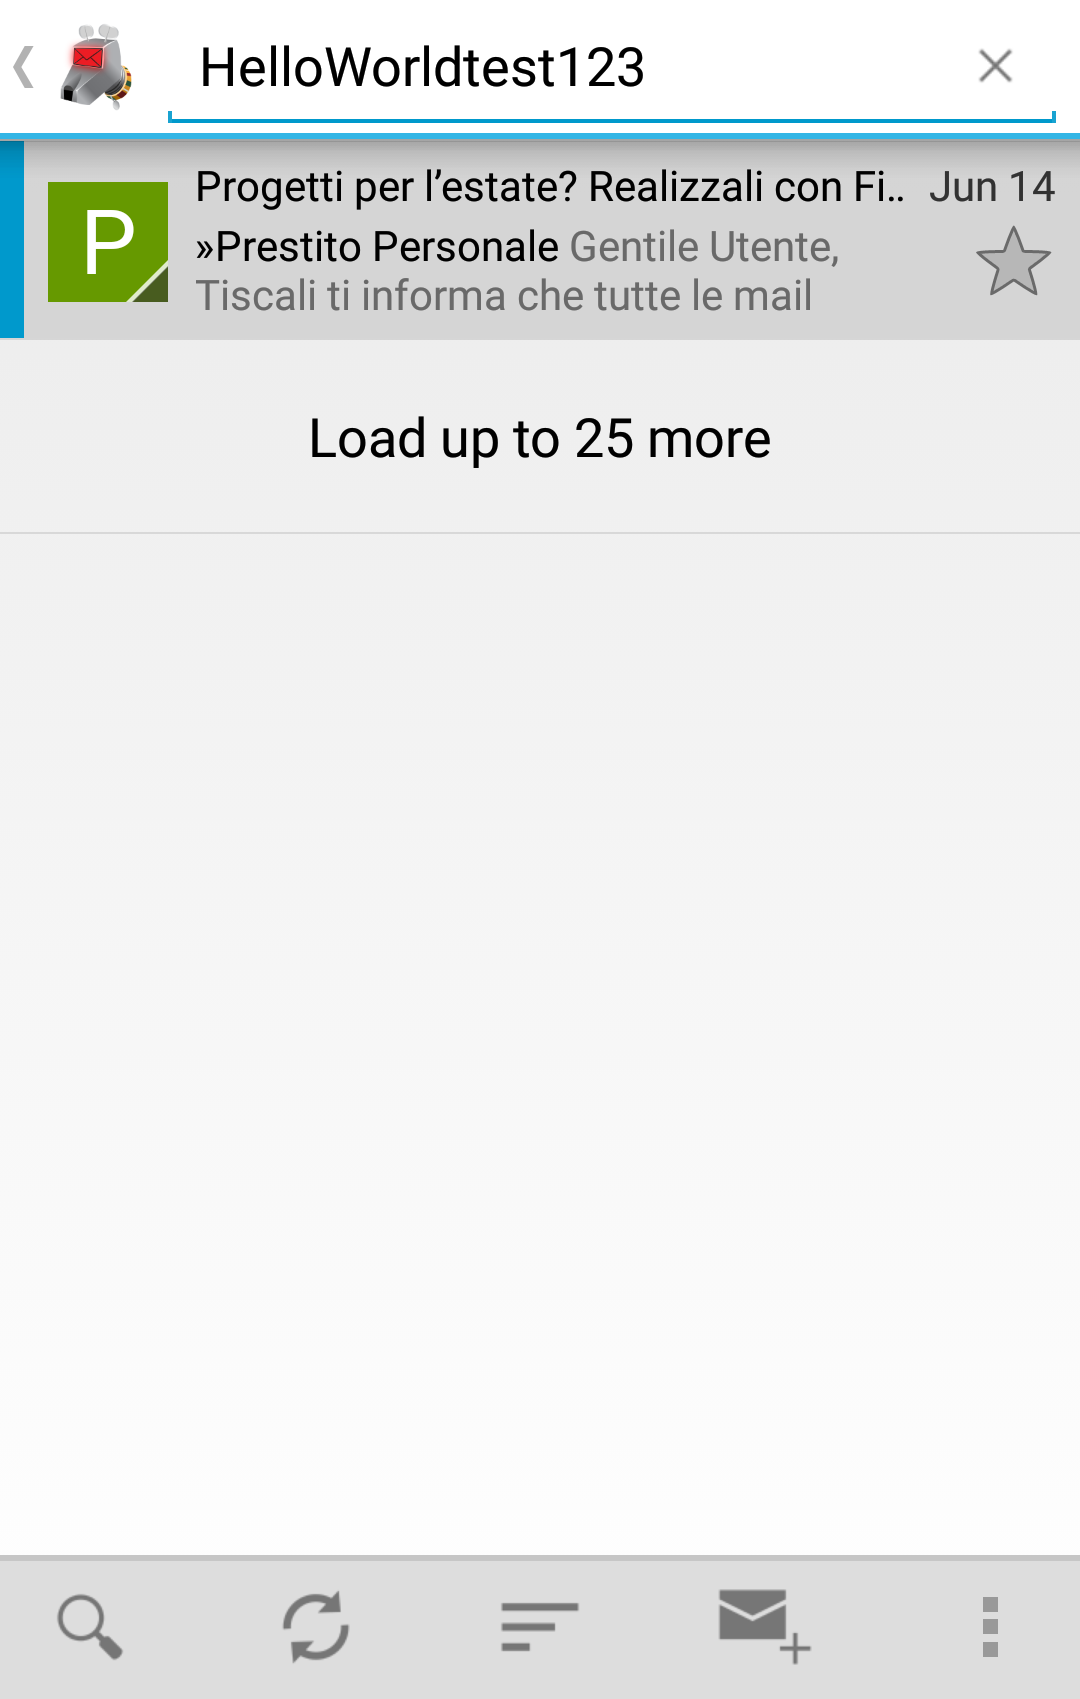 HelloWorldtest123
Progetti per l’estate? Realizzali con Fi.. Jun 14
P
»Prestito Personale Gentile Utente,
Tiscali ti informa che tutte le mail
Load up to 25 more